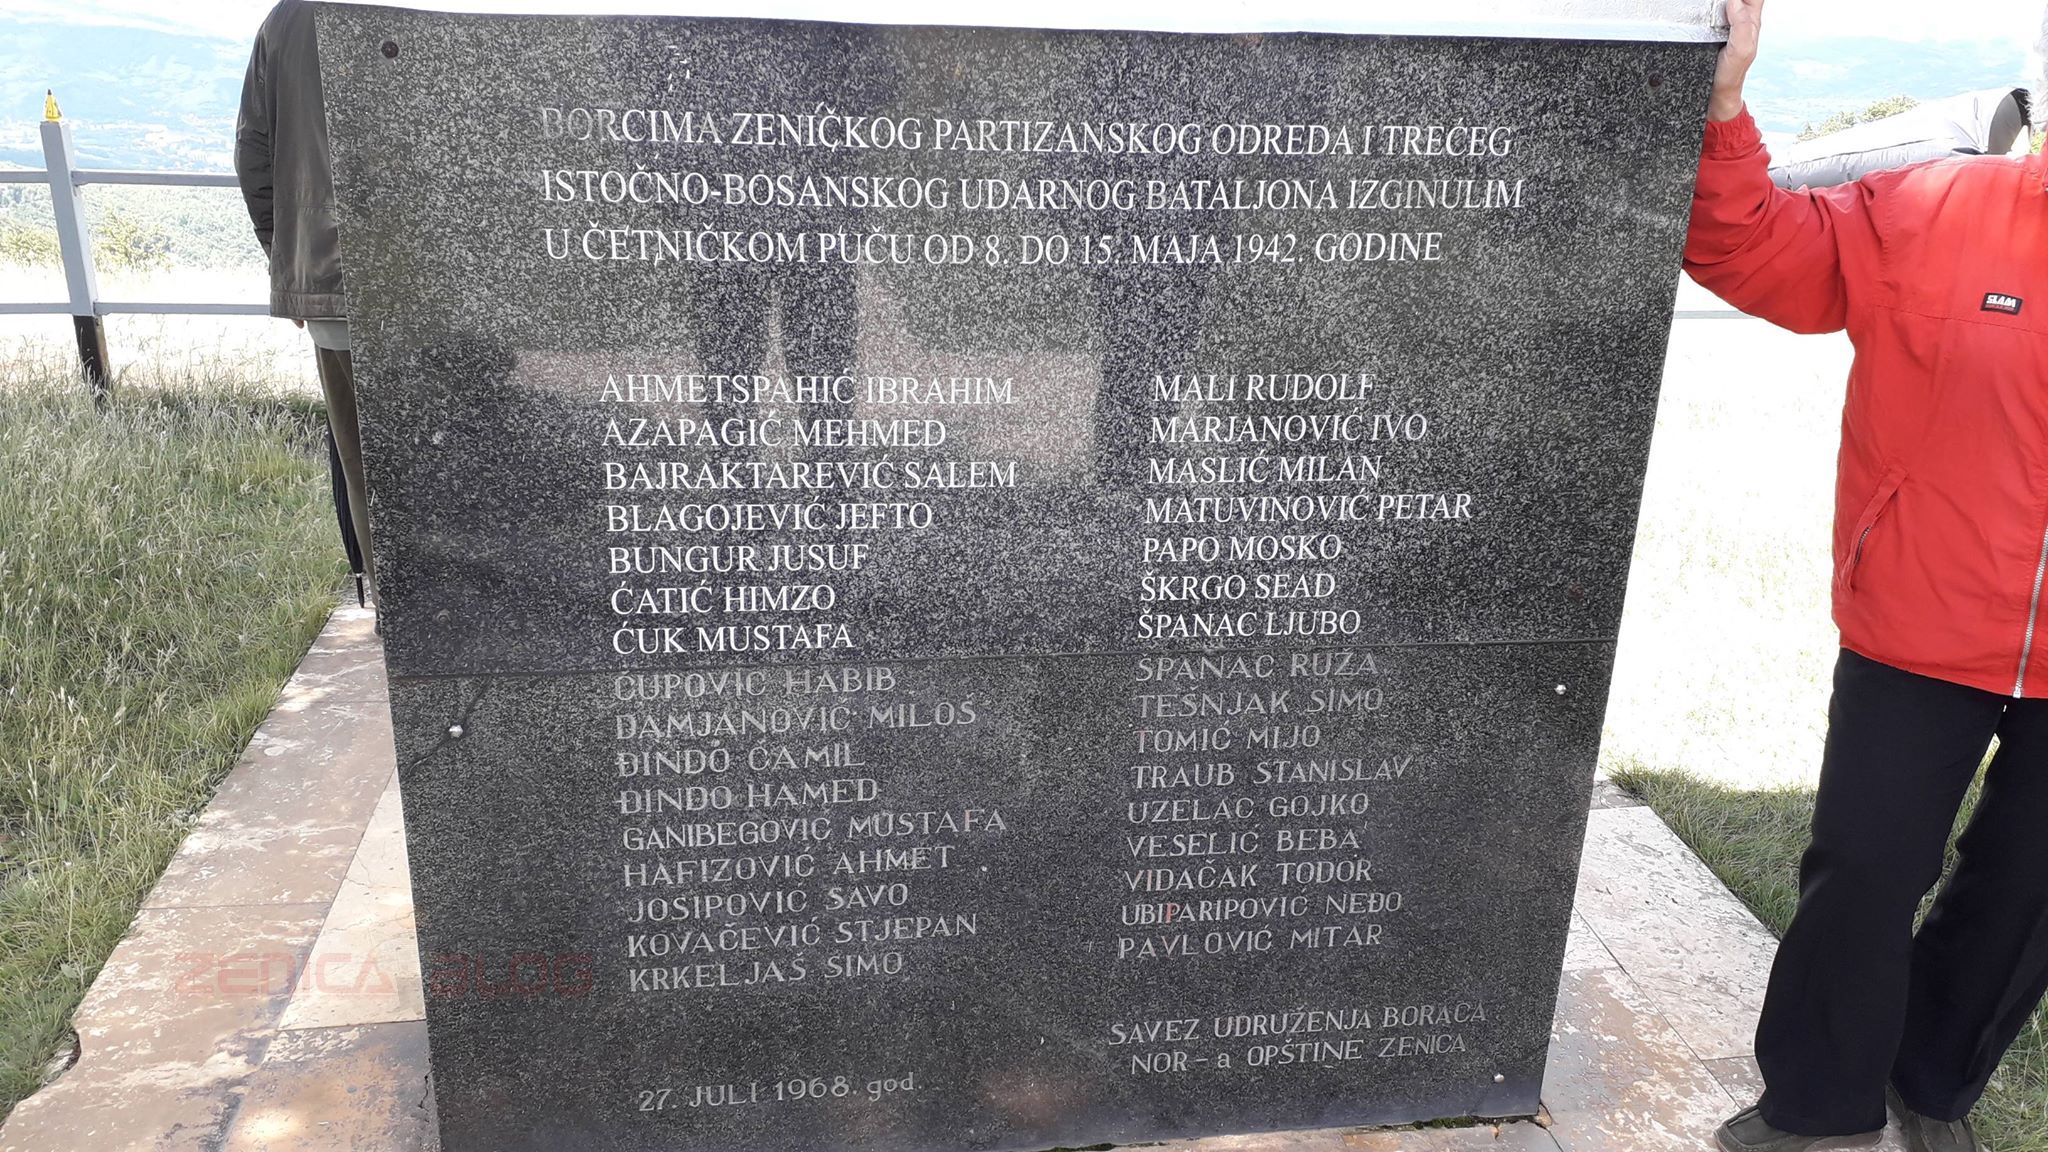 BORCIMA ZENIČKOG PARTIZANSKOG ODREDA I TREĆEG
ISTOČNO-BOSANSKOG UDARNOG BATALJONA IZGINULIM
U ČETNIČKOM PUČU OD 8. DO 15. MAJA 1942. GODINE
AHMETSPAHIĆ IBRAHIM
AZAPAGIĆ MEHMED
BAJRAKTAREVIĆ SALEM
BLAGOJEVIĆ JEFTO
BUNGUR JUSUF
ĆATIĆ HIMZO
ĆUK MUSTAFA
ĆUPOVIĆ HABIB
DAMJANOVIĆ MILOŠ
ĐINĐO ĆAMIL
ĐINĐO HAMED
GANIBEGOVIĆ MUSTAFA
HAFIZOVIĆ AHMET
JOSIPOVIĆ SAVO
KOVAČEVIĆ STJEPAN
KRKELJAŠ SIMO
MALI RUDOLF
MARJANOVIĆ IVO
MASLIĆ MILAN
MATUVINOVIĆ PETAR
PAPO MOSKO
ŠKRGO SEAD
ŠPANAC LJUBO
ŠPANAC RUŽA
TEŠNJAK SIMO
TOMIĆ MIJO
TRAUB STANISLAV
UZELAC GOJKO
VESELIĆ BEBA
VIDAČAK TODOR
UBIPARIPOVIĆ NEĐO
PAVLOVIĆ MITAR
SAVEZ UDRUŽENJA BORACA
NOR-a OPŠTINE ZENICA
27. JULI 1968. god.
SLAM
ZENICA BLOG